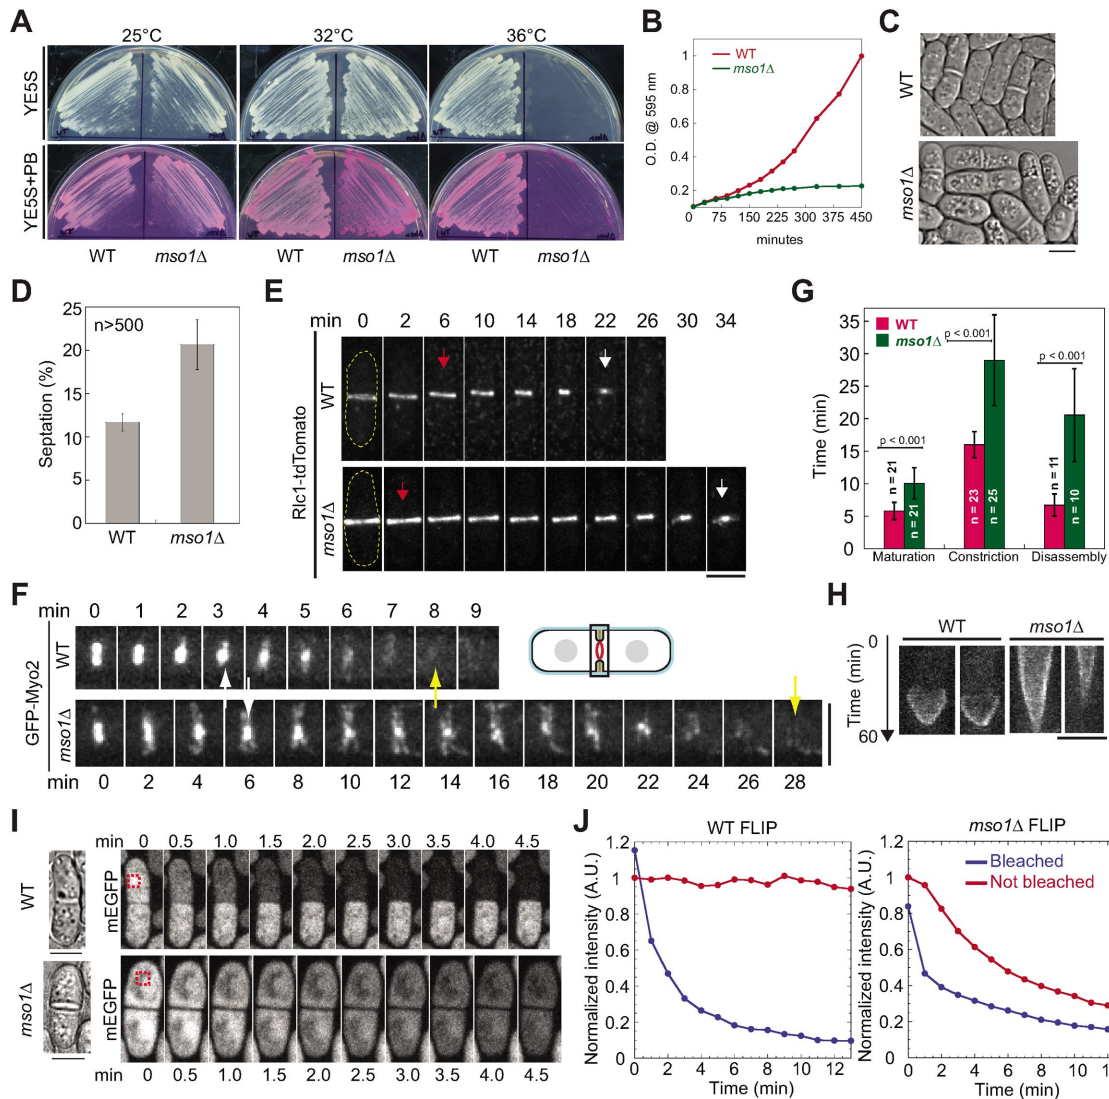 A
25°C 32°C 36°C
YE5S
YE5S+PB
WT mso1Δ WT mso1Δ WT mso1Δ
B
WT
mso1Δ
O.D. @ 595 nm
1
0.8
0.6
0.4
0.2
0 75 150 225 300 375 450
minutes
C
WT
mso1Δ
D
n>500
Septation (%)
25
20
15
10
5
0
WT mso1Δ
E
min 0 2 6 10 14 18 22 26 30 34
Rlc1-tdTomato
WT
mso1Δ
G
WT
mso1Δ
p < 0.001
p < 0.001
p < 0.001
Time (min)
35
30
25
20
15
10
5
0
n = 21
n = 21
n = 23
n = 25
n = 11
n = 10
Maturation Constriction Disassembly
F
min 0 1 2 3 4 5 6 7 8 9
GFP-Myo2
WT
mso1Δ
min 0 2 4 6 8 10 12 14 16 18 20 22 24 26 28
H
WT mso1Δ
0
Time (min)
60
I
min 0 0.5 1.0 1.5 2.0 2.5 3.0 3.5 4.0 4.5
WT
mEGFP
mso1Δ
mEGFP
min 0 0.5 1.0 1.5 2.0 2.5 3.0 3.5 4.0 4.5
J
WT FLIP
Normalized intensity (A.U.)
1.2
1
0.8
0.6
0.4
0.2
0
0 2 4 6 8 10 12
Time (min)
mso1Δ FLIP
Bleached
Not bleached
Normalized intensity (A.U.)
1.2
1
0.8
0.6
0.4
0.2
0
0 2 4 6 8 10 12
Time (min)